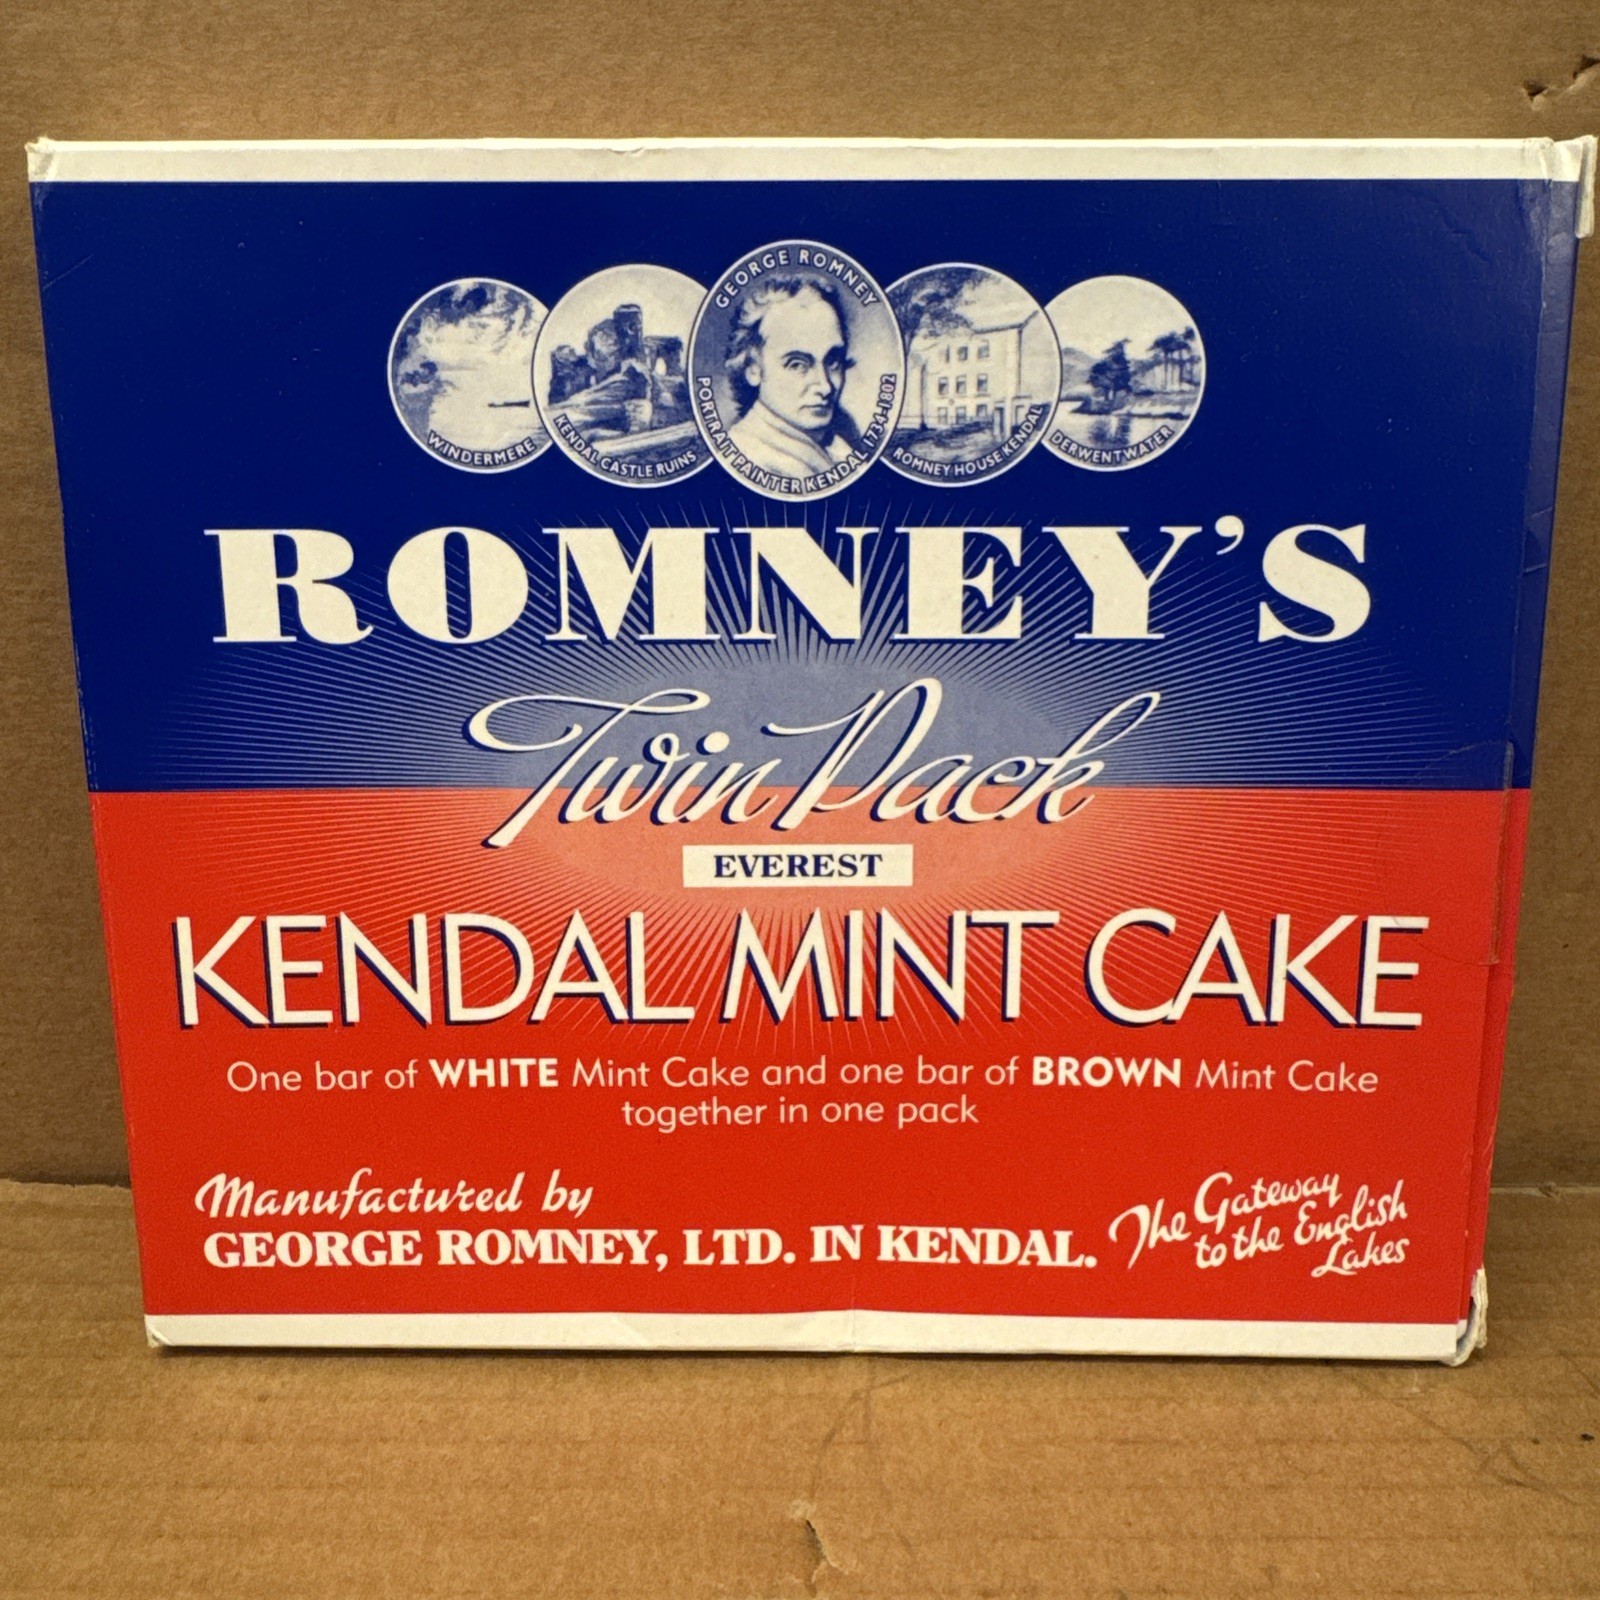 WINDERMERE
KENDAL CASTLE RUINS
GEORGE ROMNEY
PORTRAIT PAINTER KENDAL 1734-1802
ROMNEY HOUSE KENDAL
DERWENTWATER
ROMNEY'S
Twin Pack
EVEREST
KENDAL MINT CAKE
One bar of WHITE Mint Cake and one bar of BROWN Mint Cake
together in one pack
Manufactured by
GEORGE ROMNEY, LTD. IN KENDAL.
The Gateway
to the English
Lakes